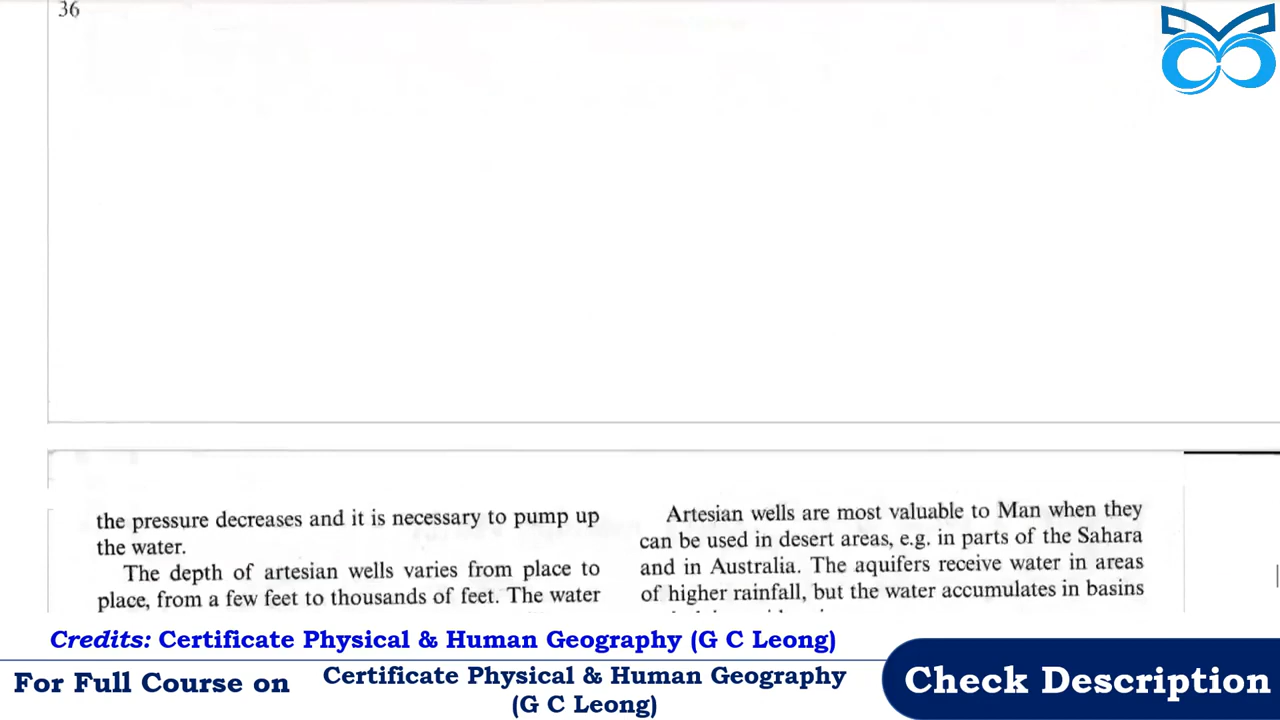 36
the pressure decreases and it is necessary to pump up
the water.
The depth of artesian wells varies from place to
place, from a few feet to thousands of feet. The water
Artesian wells are most valuable to Man when they
can be used in desert areas, e.g. in parts of the Sahara
and in Australia. The aquifers receive water in areas
of higher rainfall, but the water accumulates in basins
Credits: Certificate Physical & Human Geography (G C Leong)
For Full Course on
Certificate Physical & Human Geography
(G C Leong)
Check Description